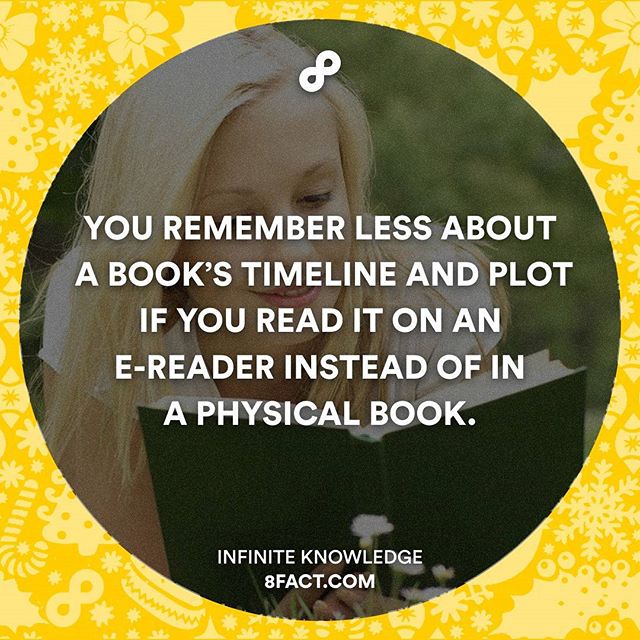 YOU REMEMBER LESS ABOUT
A BOOK’S TIMELINE AND PLOT
IF YOU READ IT ON AN
E-READER INSTEAD OF IN
A PHYSICAL BOOK.
INFINITE KNOWLEDGE
8FACT.COM